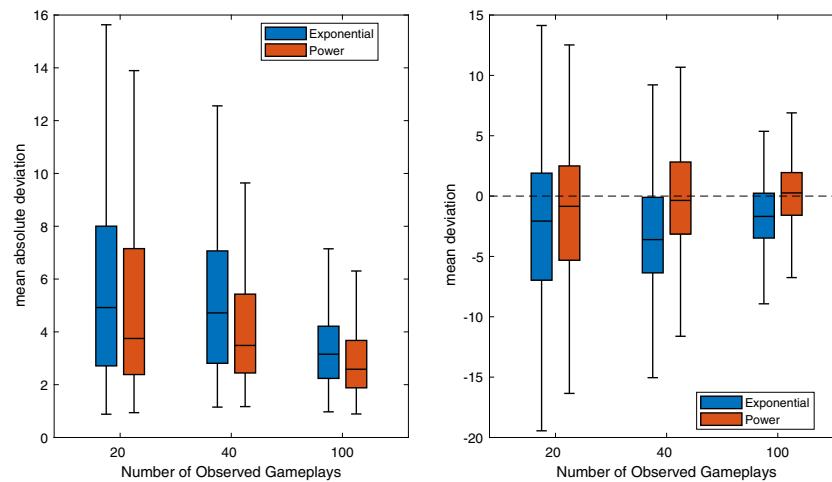 16
14
12
10
8
6
4
2
0
mean absolute deviation
Exponential
Power
20
40
100
Number of Observed Gameplays
15
10
5
0
-5
-10
-15
-20
mean deviation
Exponential
Power
20
40
100
Number of Observed Gameplays